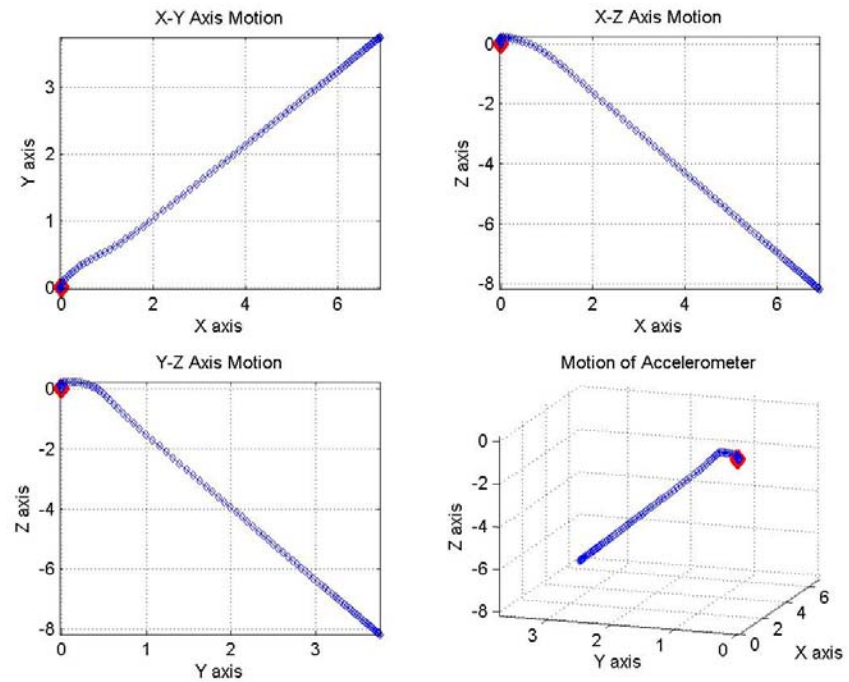 X-Y Axis Motion
3
2
1
0
Y axis
0 2 4 6
X axis
X-Z Axis Motion
0
-2
-4
-6
-8
Z axis
0 2 4 6
X axis
Y-Z Axis Motion
0
-2
-4
-6
-8
Z axis
0 1 2 3
Y axis
Motion of Accelerometer
0
-2
-4
-6
-8
Z axis
3 2 1 0
Y axis
0 2 4 6
X axis